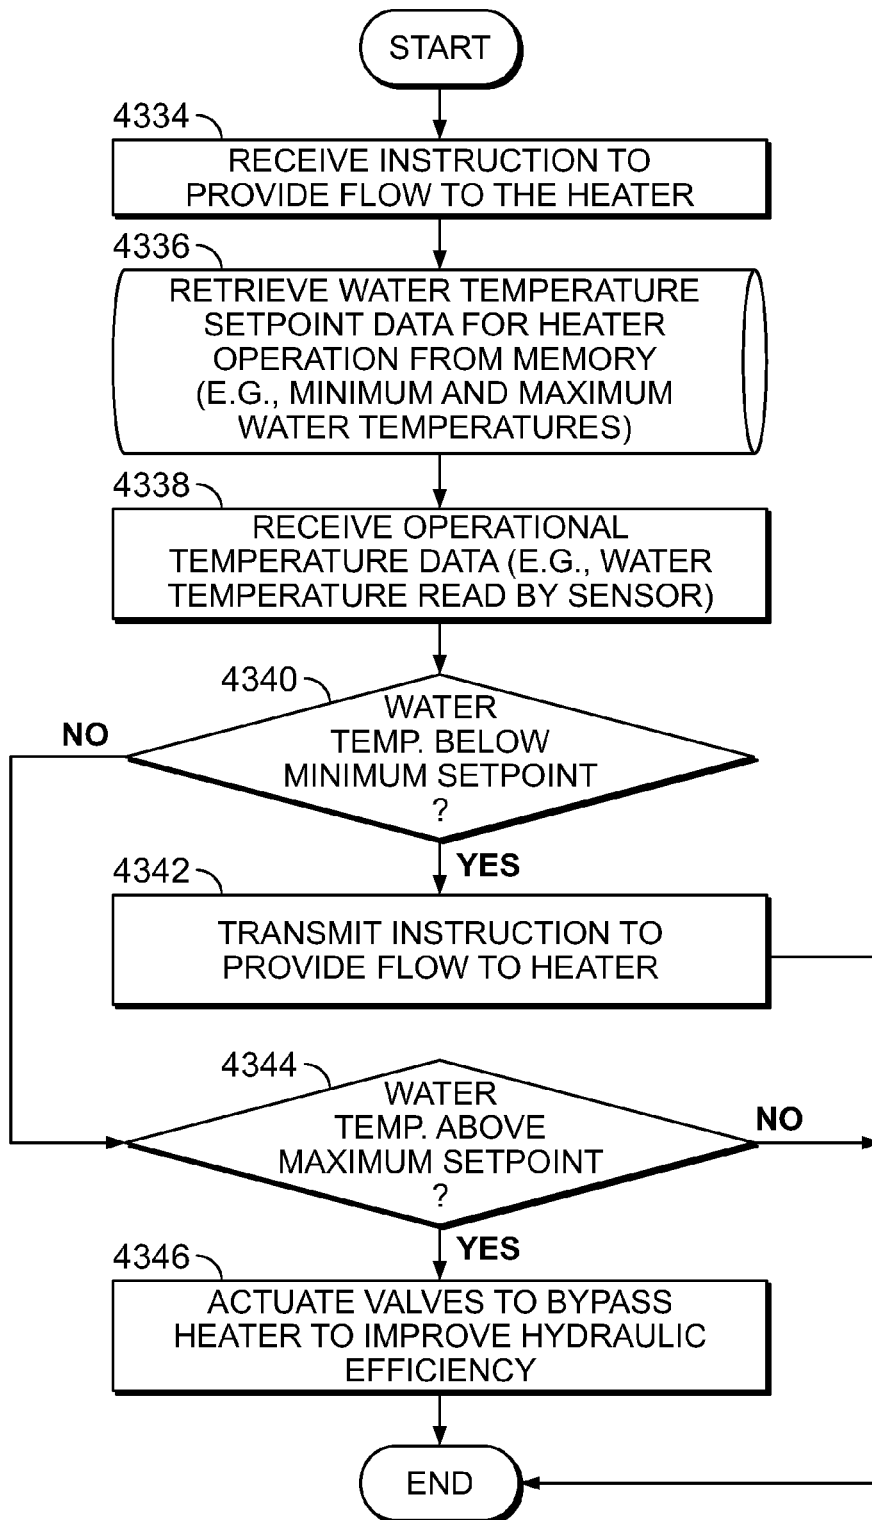 START
4334
RECEIVE INSTRUCTION TO
PROVIDE FLOW TO THE HEATER
4336
RETRIEVE WATER TEMPERATURE
SETPOINT DATA FOR HEATER
OPERATION FROM MEMORY
(E.G., MINIMUM AND MAXIMUM
WATER TEMPERATURES)
4338
RECEIVE OPERATIONAL
TEMPERATURE DATA (E.G., WATER
TEMPERATURE READ BY SENSOR)
4340
WATER
TEMP. BELOW
MINIMUM SETPOINT
?
NO
YES
4342
TRANSMIT INSTRUCTION TO
PROVIDE FLOW TO HEATER
4344
WATER
TEMP. ABOVE
MAXIMUM SETPOINT
?
NO
YES
4346
ACTUATE VALVES TO BYPASS
HEATER TO IMPROVE HYDRAULIC
EFFICIENCY
END